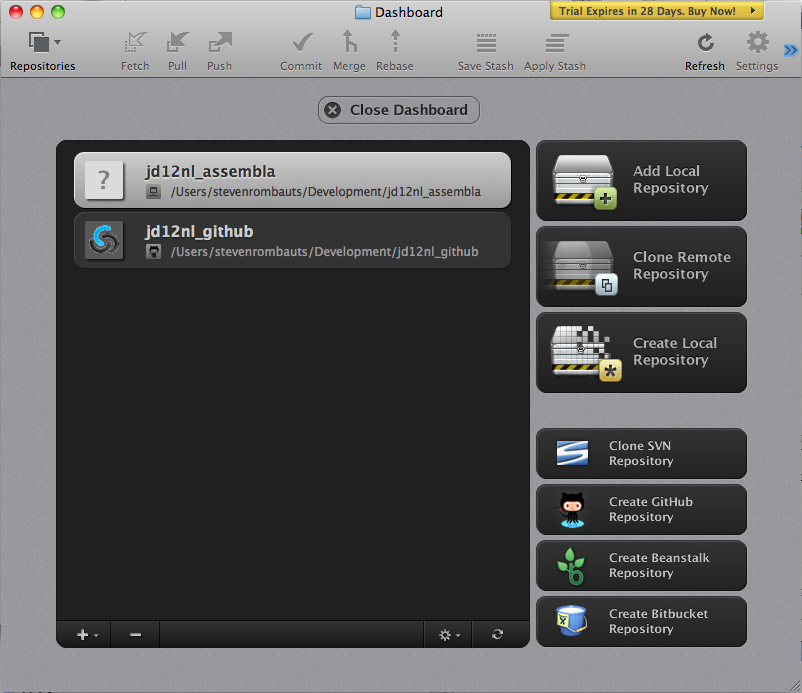 Dashboard
Trial Expires in 28 Days. Buy Now!
Repositories
Fetch
Pull
Push
Commit
Merge
Rebase
Save Stash
Apply Stash
Refresh
Settings
Close Dashboard
?
jd12nl_assembla
/Users/stevenrombauts/Development/jd12nl_assembla
jd12nl_github
/Users/stevenrombauts/Development/jd12nl_github
Add Local
Repository
Clone Remote
Repository
Create Local
Repository
Clone SVN
Repository
Create GitHub
Repository
Create Beanstalk
Repository
Create Bitbucket
Repository